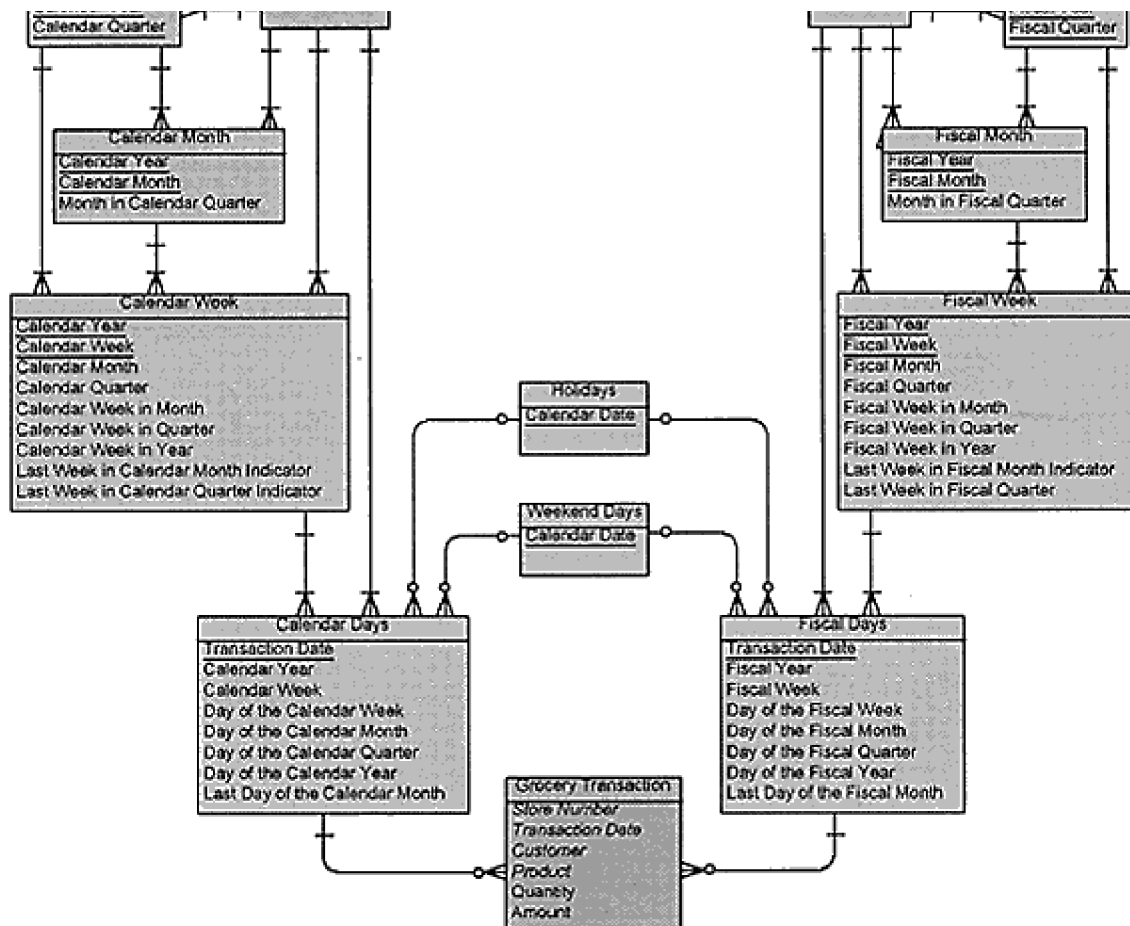 Calendar Quarter
Fiscal Quarter
Calendar Month
Calendar Year
Calendar Month
Month in Calendar Quarter
Fiscal Month
Fiscal Year
Fiscal Month
Month in Fiscal Quarter
Calendar Week
Calendar Year
Calendar Week
Calendar Month
Calendar Quarter
Calendar Week in Month
Calendar Week in Quarter
Calendar Week in Year
Last Week in Calendar Month Indicator
Last Week in Calendar Quarter Indicator
Fiscal Week
Fiscal Year
Fiscal Week
Fiscal Month
Fiscal Quarter
Fiscal Week in Month
Fiscal Week in Quarter
Fiscal Week in Year
Last Week in Fiscal Month Indicator
Last Week in Fiscal Quarter
Holidays
Calendar Date
Weekend Days
Calendar Date
Calendar Days
Transaction Date
Calendar Year
Calendar Week
Day of the Calendar Week
Day of the Calendar Month
Day of the Calendar Quarter
Day of the Calendar Year
Last Day of the Calendar Month
Fiscal Days
Transaction Date
Fiscal Year
Fiscal Week
Day of the Fiscal Week
Day of the Fiscal Month
Day of the Fiscal Quarter
Day of the Fiscal Year
Last Day of the Fiscal Month
Grocery Transaction
Store Number
Transaction Date
Customer
Product
Quantity
Amount